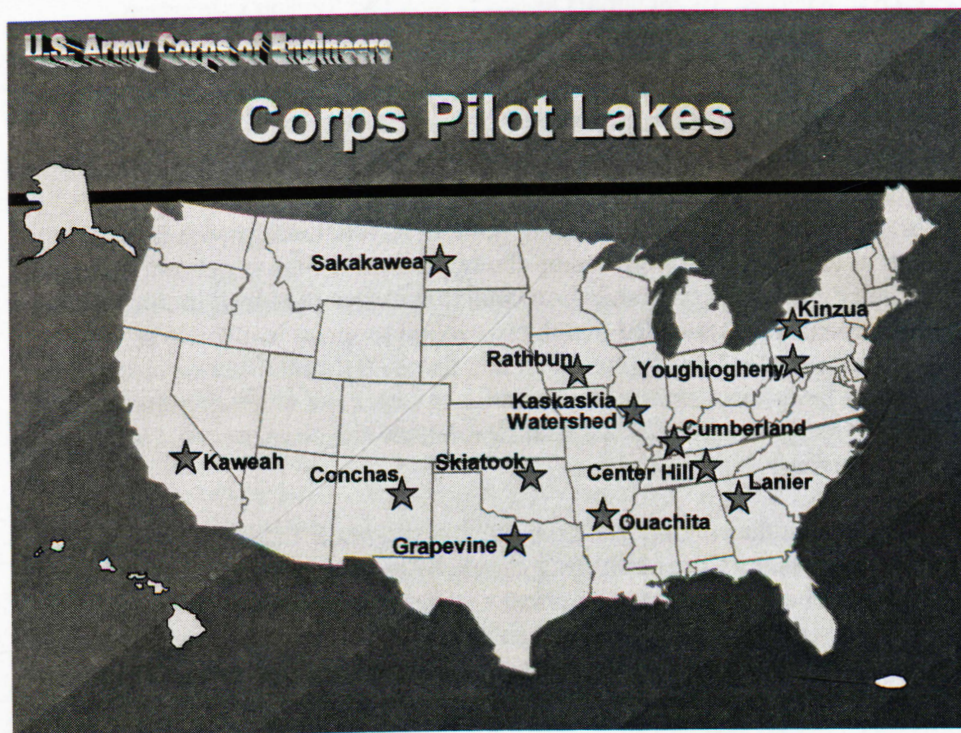 U.S. Army Corps of Engineers
Corps Pilot Lakes
Sakakawea
Kinzua
Rathbun
Youghiogheny
Kaskaskia
Watershed
Cumberland
Kaweah
Conchas
Skiatook
Center Hill
Lanier
Ouachita
Grapevine